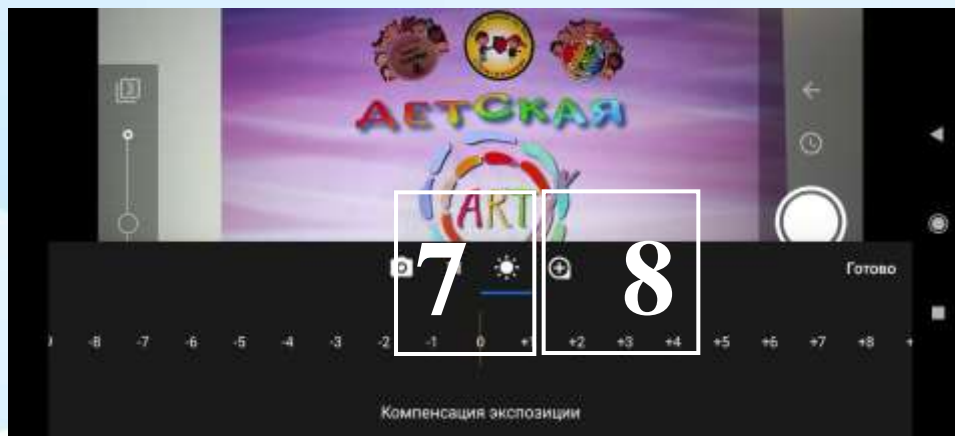 ДЕТСКАЯ
ART
7 8
Готово
-8 -7 -6 -5 -4 -3 -2 -1 0 +1 +2 +3 +4 +5 +6 +7 +8
Компенсация экспозиции